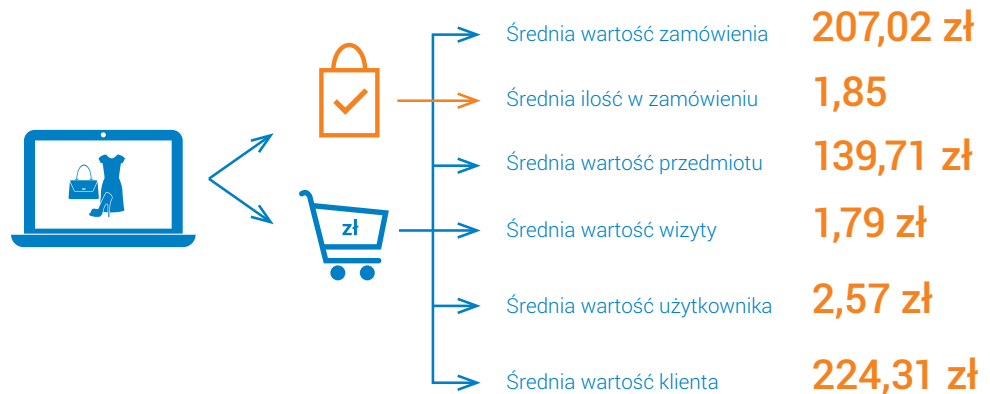 Średnia wartość zamówienia 207,02 zł
Średnia ilość w zamówieniu 1,85
Średnia wartość przedmiotu 139,71 zł
zł
Średnia wartość wizyty 1,79 zł
Średnia wartość użytkownika 2,57 zł
Średnia wartość klienta 224,31 zł